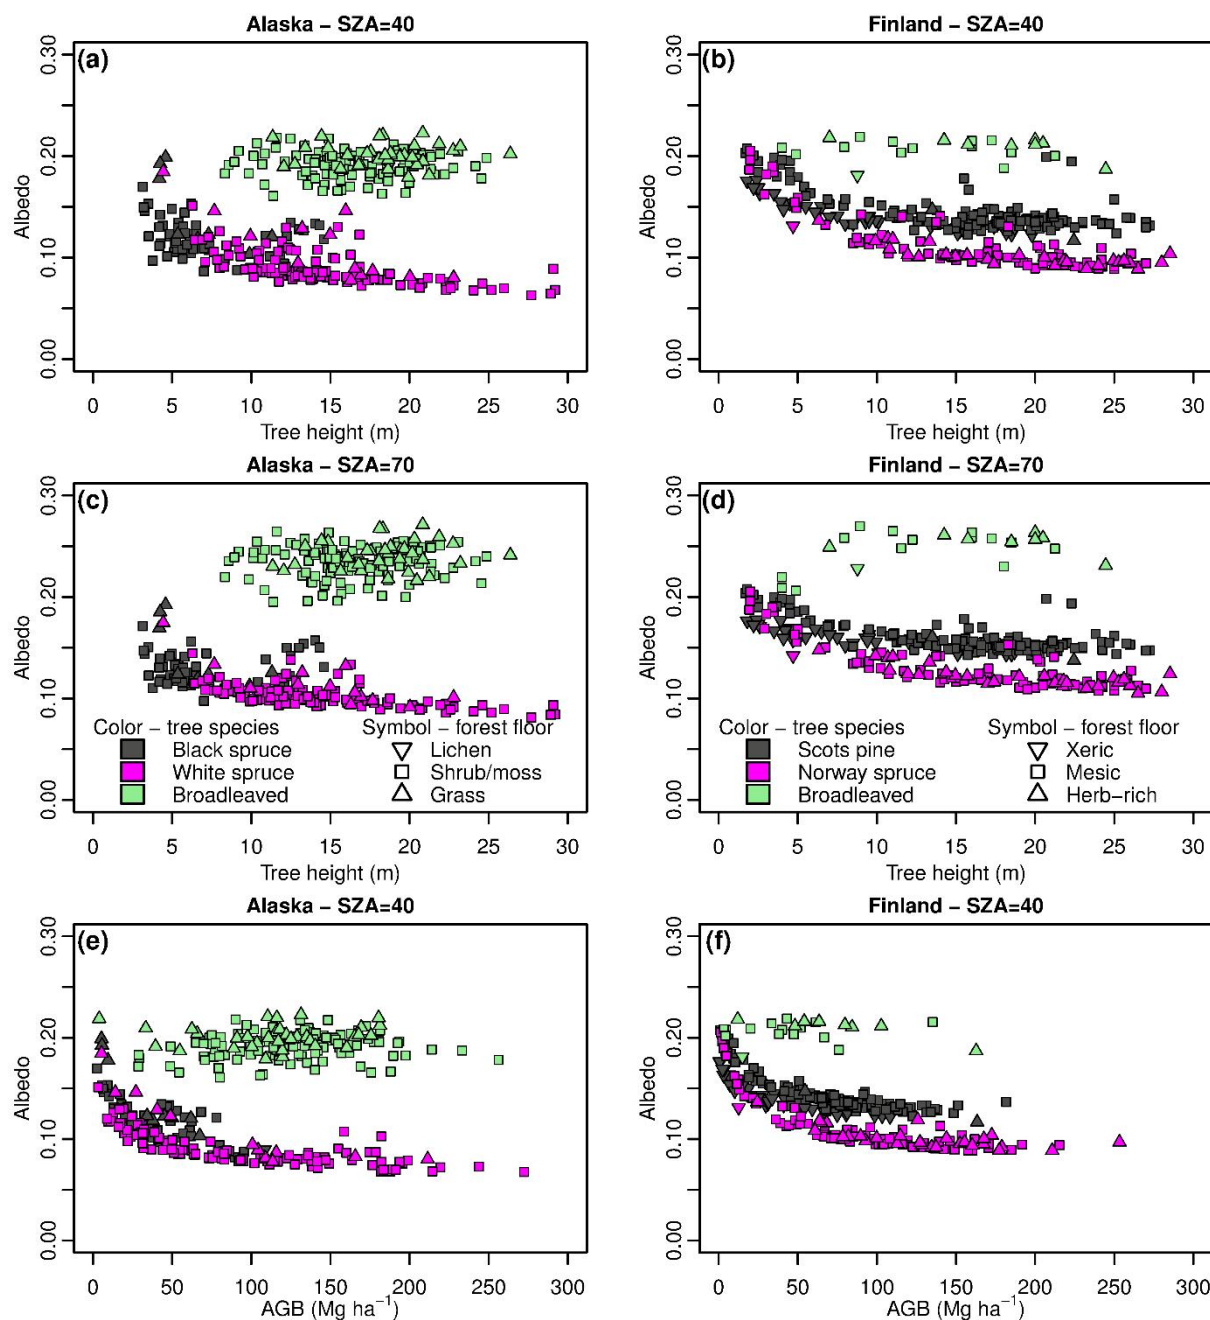 Alaska – SZA=40
(a)
Albedo
0.30
0.20
0.10
0.00
0 5 10 15 20 25 30
Tree height (m)
Finland – SZA=40
(b)
Albedo
0.30
0.20
0.10
0.00
0 5 10 15 20 25 30
Tree height (m)
Alaska – SZA=70
(c)
Albedo
0.30
0.20
0.10
0.00
Color – tree species Symbol – forest floor
Black spruce Lichen
White spruce Shrub/moss
Broadleaved Grass
0 5 10 15 20 25 30
Tree height (m)
Finland – SZA=70
(d)
Albedo
0.30
0.20
0.10
0.00
Color – tree species Symbol – forest floor
Scots pine Xeric
Norway spruce Mesic
Broadleaved Herb-rich
0 5 10 15 20 25 30
Tree height (m)
Alaska – SZA=40
(e)
Albedo
0.30
0.20
0.10
0.00
0 50 100 150 200 250 300
AGB (Mg ha⁻¹)
Finland – SZA=40
(f)
Albedo
0.30
0.20
0.10
0.00
0 50 100 150 200 250 300
AGB (Mg ha⁻¹)